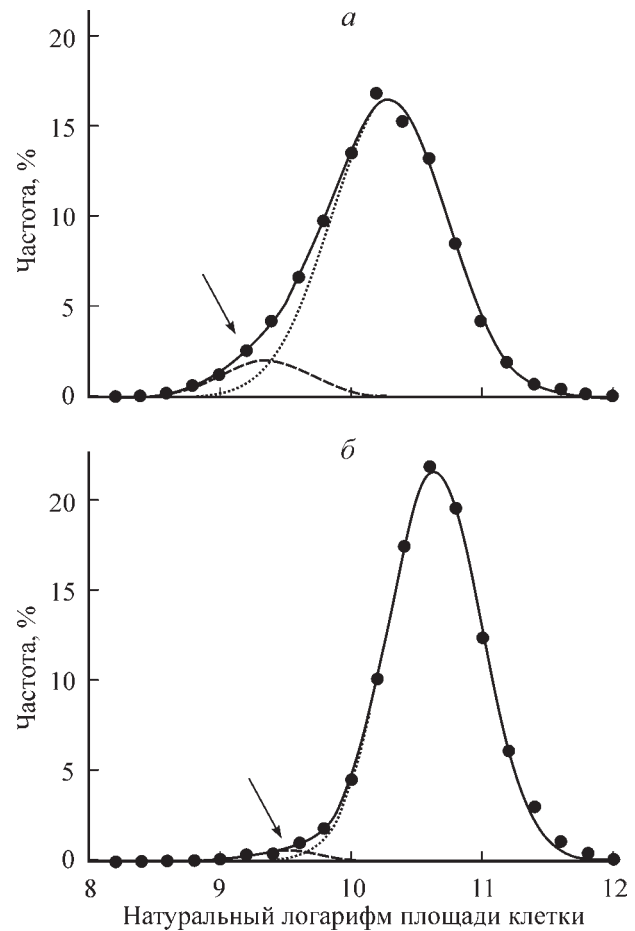 а
20
15
10
5
0
Частота, %
б
20
15
10
5
0
Частота, %
8 9 10 11 12
Натуральный логарифм площади клетки